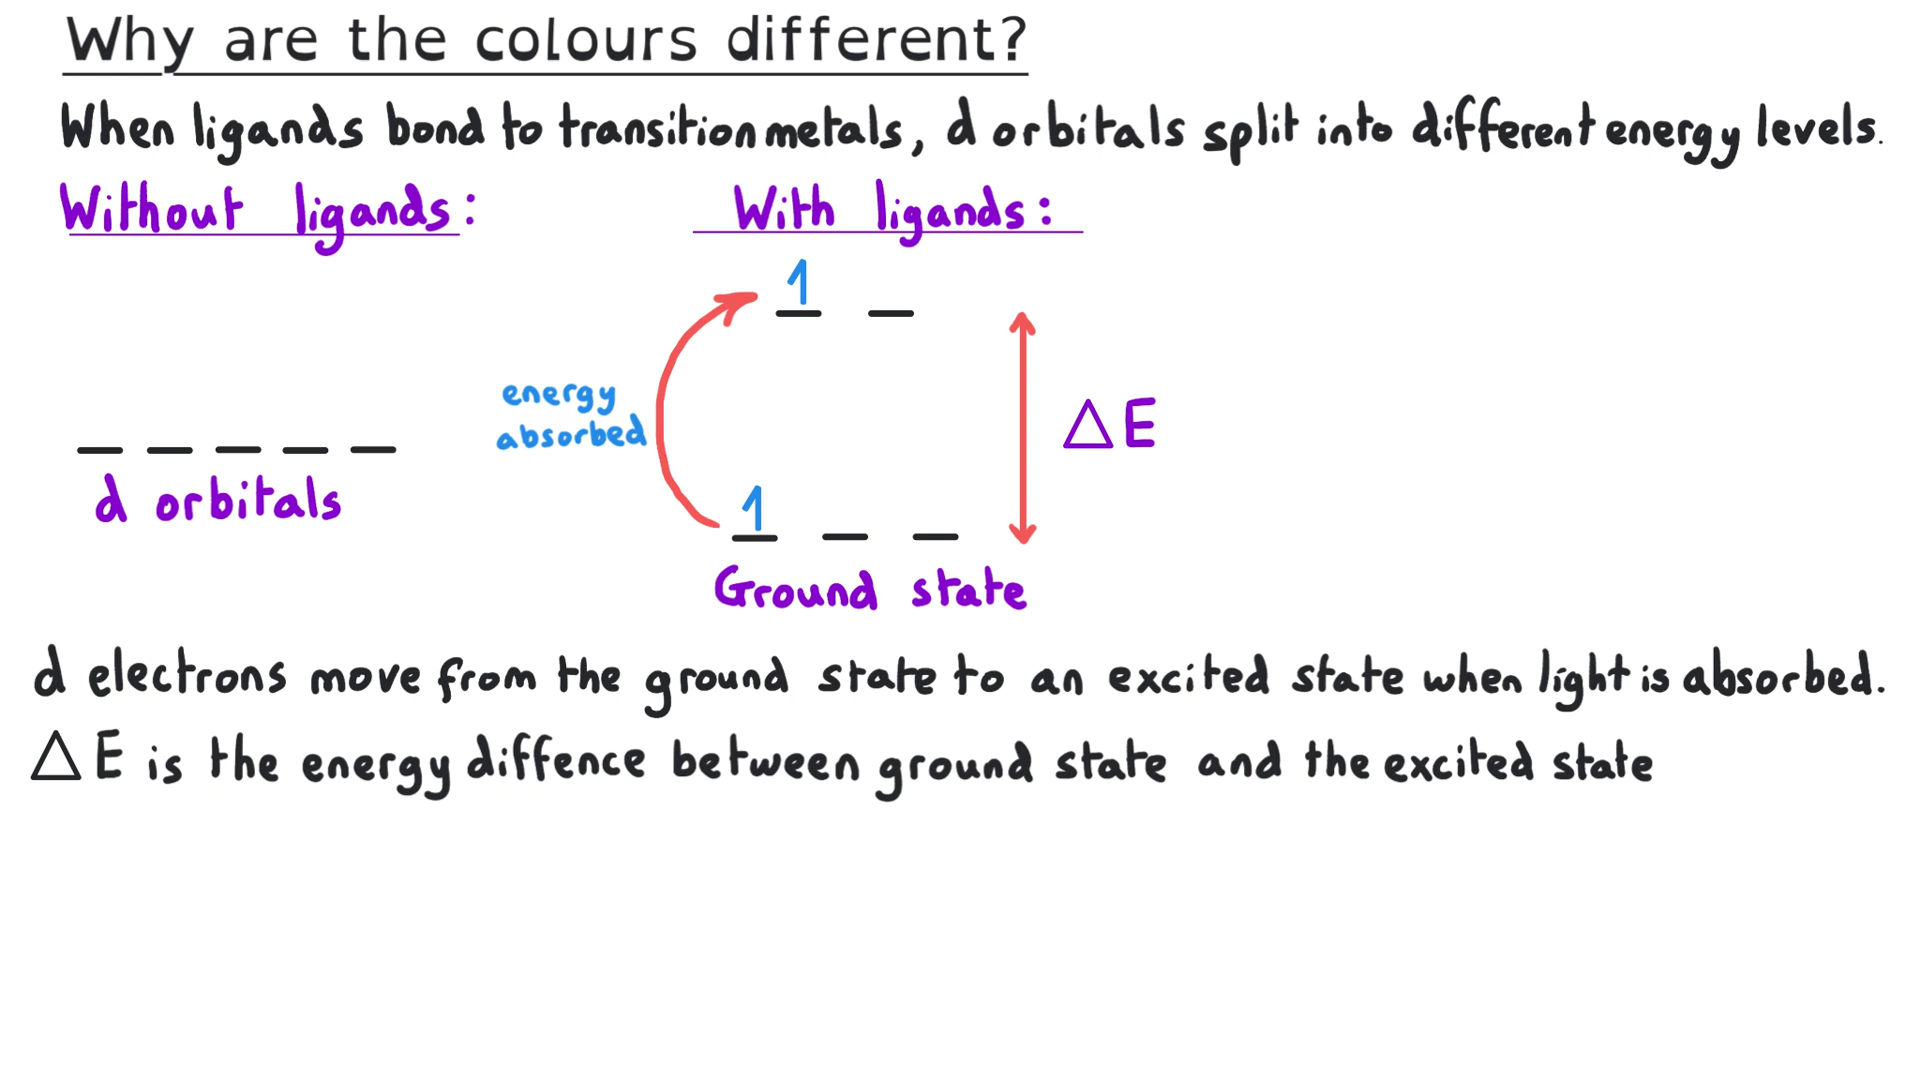 Why are the colours different?
When ligands bond to transition metals, d orbitals split into different energy levels.
Without ligands:
With ligands:
1
energy
absorbed
△E
d orbitals
1
Ground state
d electrons move from the ground state to an excited state when light is absorbed.
△E is the energy diffence between ground state and the excited state